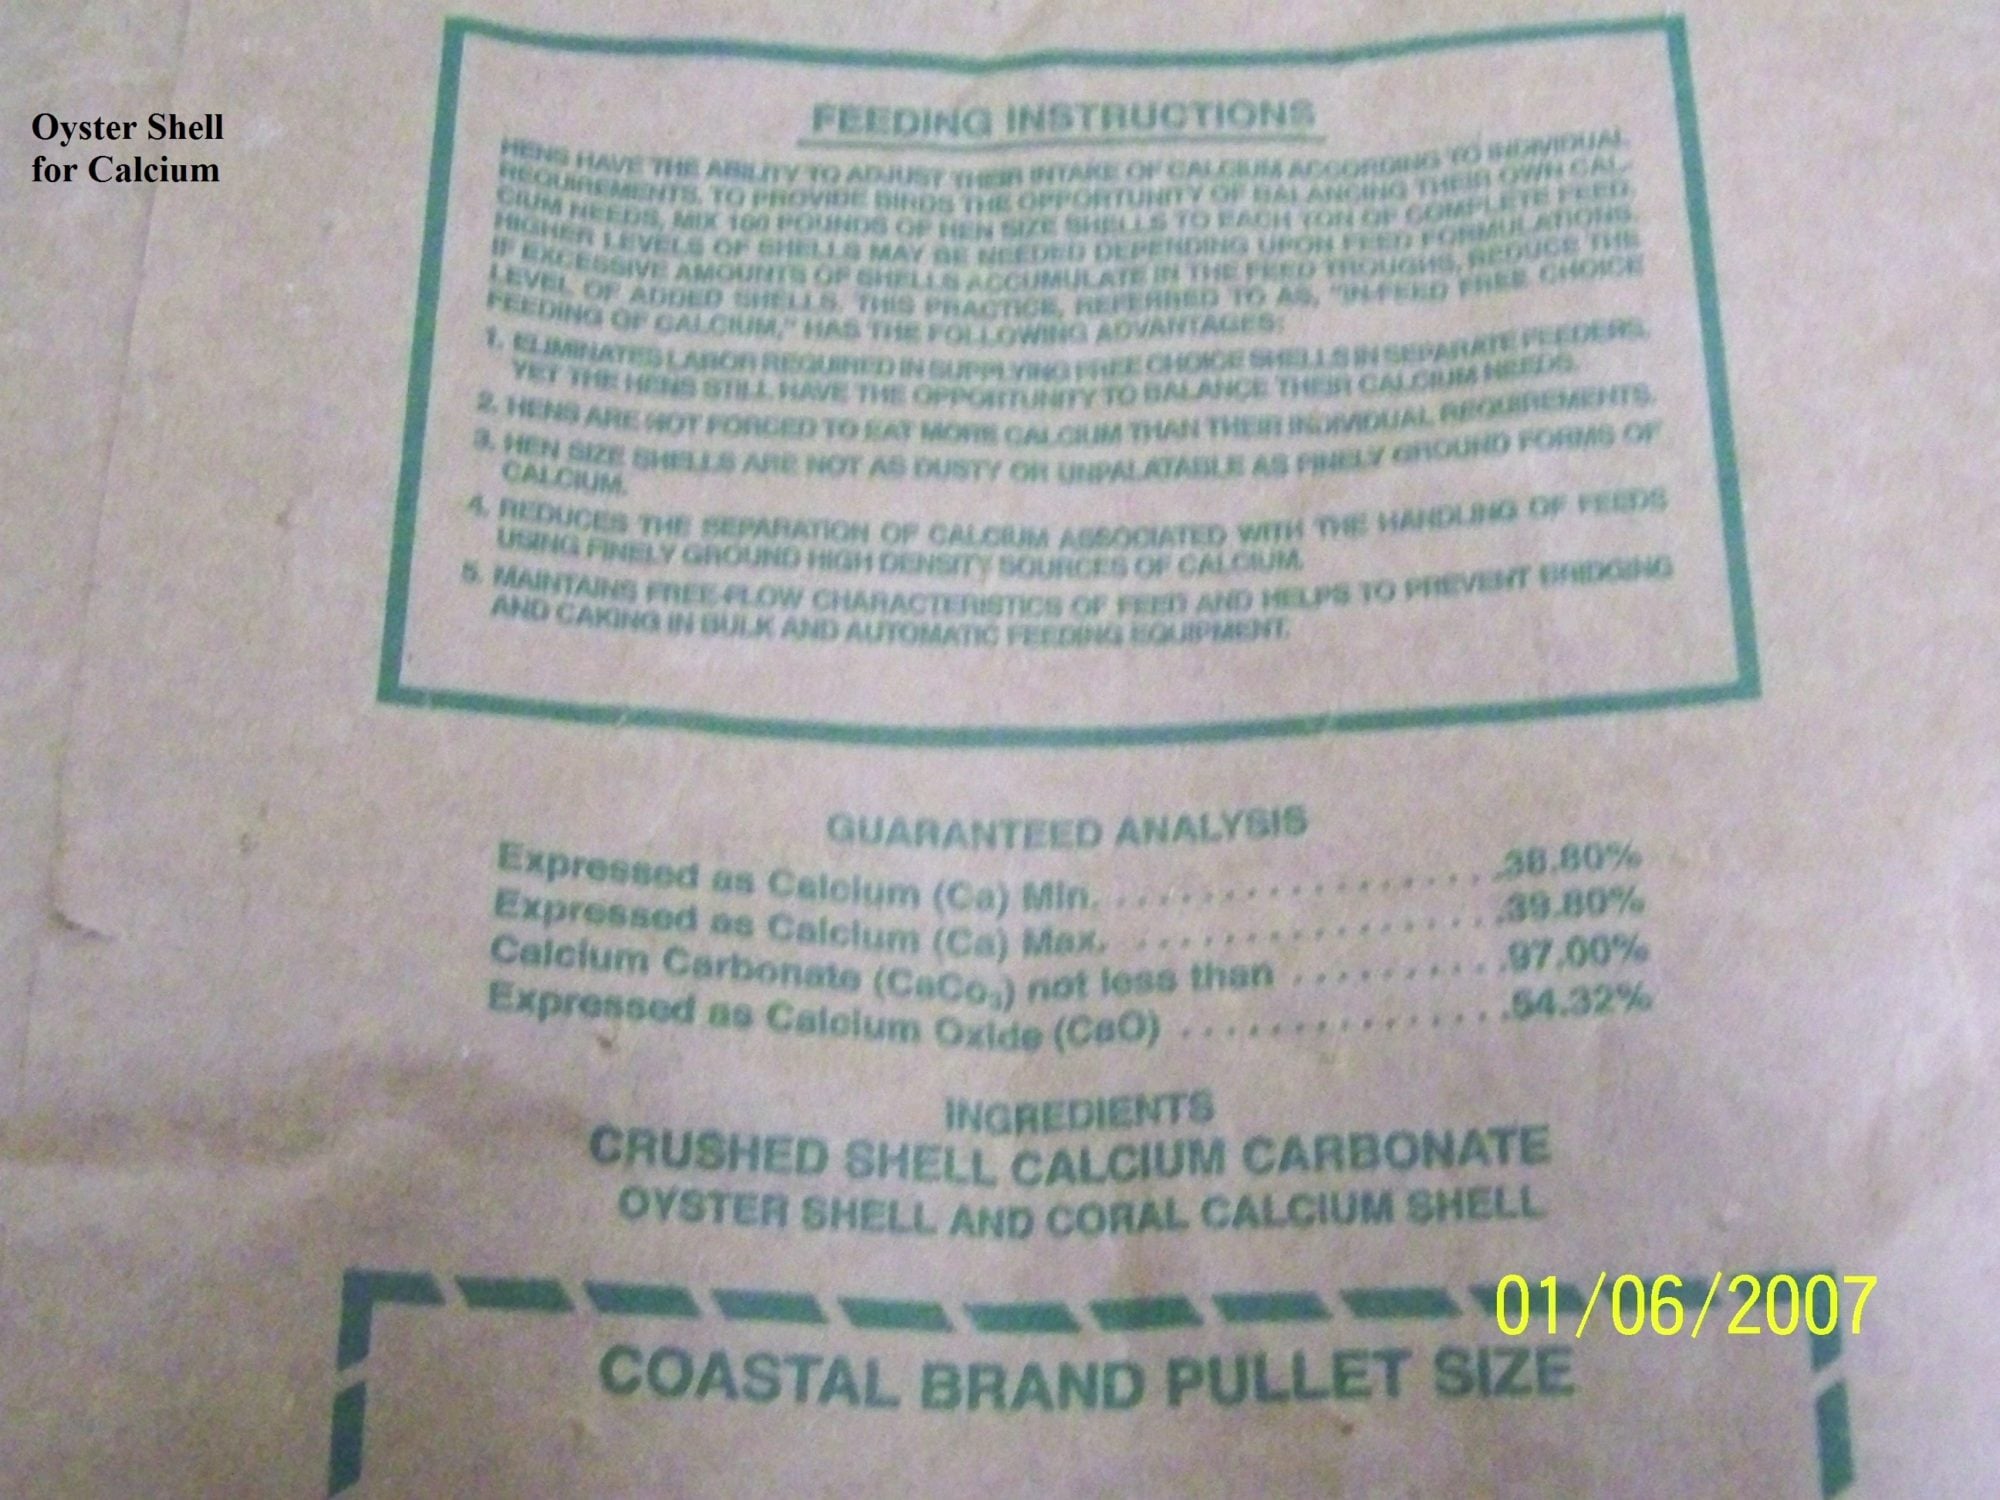 Oyster Shell
for Calcium
FEEDING INSTRUCTIONS
HENS HAVE THE ABILITY TO ADJUST THEIR INTAKE OF CALCIUM ACCORDING TO INDIVIDUAL
REQUIREMENTS. TO PROVIDE BIRDS THE OPPORTUNITY OF BALANCING THEIR OWN CAL-
CIUM NEEDS, MIX 100 POUNDS OF HEN SIZE SHELLS TO EACH TON OF COMPLETE FEED.
HIGHER LEVELS OF SHELLS MAY BE NEEDED DEPENDING UPON FEED FORMULATIONS.
IF EXCESSIVE AMOUNTS OF SHELLS ACCUMULATE IN THE FEED TROUGHS, REDUCE THE
LEVEL OF ADDED SHELLS. THIS PRACTICE, REFERRED TO AS, "IN-FEED FREE CHOICE
FEEDING OF CALCIUM," HAS THE FOLLOWING ADVANTAGES:
1. ELIMINATES LABOR REQUIRED IN SUPPLYING FREE CHOICE SHELLS IN SEPARATE FEEDERS,
YET THE HENS STILL HAVE THE OPPORTUNITY TO BALANCE THEIR CALCIUM NEEDS.
2. HENS ARE NOT FORCED TO EAT MORE CALCIUM THAN THEIR INDIVIDUAL REQUIREMENTS.
3. HEN SIZE SHELLS ARE NOT AS DUSTY OR UNPALATABLE AS FINELY GROUND FORMS OF
CALCIUM.
4. REDUCES THE SEPARATION OF CALCIUM ASSOCIATED WITH THE HANDLING OF FEEDS
USING FINELY GROUND HIGH DENSITY SOURCES OF CALCIUM.
5. MAINTAINS FREE-FLOW CHARACTERISTICS OF FEED AND HELPS TO PREVENT BRIDGING
AND CAKING IN BULK AND AUTOMATIC FEEDING EQUIPMENT.
GUARANTEED ANALYSIS
Expressed as Calcium (Ca) Min. . . . . . . . . . . . . . . . . . .38.80%
Expressed as Calcium (Ca) Max. . . . . . . . . . . . . . . . . .39.80%
Calcium Carbonate (CaCo₃) not less than . . . . . . . . . .97.00%
Expressed as Calcium Oxide (CaO) . . . . . . . . . . . . . . .54.32%
INGREDIENTS
CRUSHED SHELL CALCIUM CARBONATE
OYSTER SHELL AND CORAL CALCIUM SHELL
01/06/2007
COASTAL BRAND PULLET SIZE